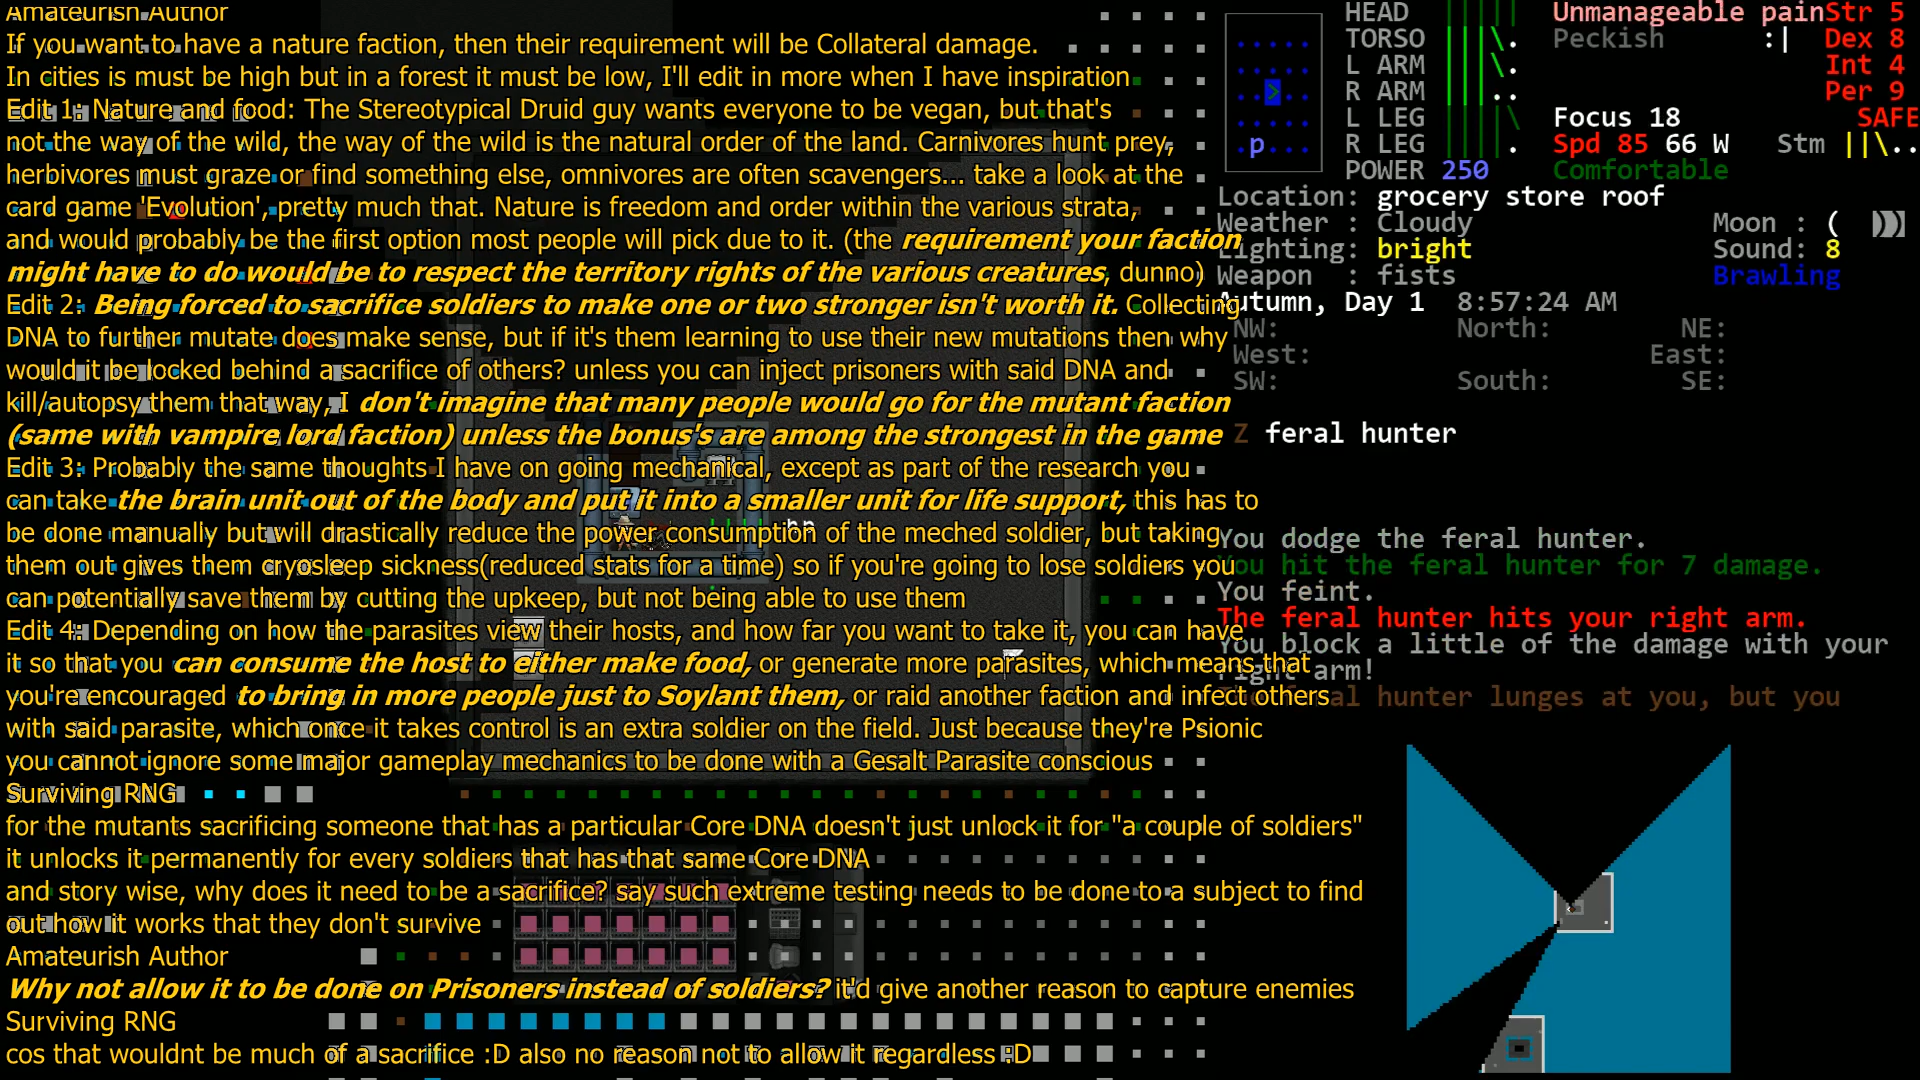 Amateurish Author
If you want to have a nature faction, then their requirement will be Collateral damage.
In cities is must be high but in a forest it must be low, I'll edit in more when I have inspiration
Edit 1: Nature and food: The Stereotypical Druid guy wants everyone to be vegan, but that's
not the way of the wild, the way of the wild is the natural order of the land. Carnivores hunt prey,
herbivores must graze or find something else, omnivores are often scavengers... take a look at the
card game 'Evolution', pretty much that. Nature is freedom and order within the various strata,
and would probably be the first option most people will pick due to it. (the requirement your faction
might have to do would be to respect the territory rights of the various creatures, dunno)
Edit 2: Being forced to sacrifice soldiers to make one or two stronger isn't worth it. Collecting
DNA to further mutate does make sense, but if it's them learning to use their new mutations then why
would it be locked behind a sacrifice of others? unless you can inject prisoners with said DNA and
kill/autopsy them that way, I don't imagine that many people would go for the mutant faction
(same with vampire lord faction) unless the bonus's are among the strongest in the game
Edit 3: Probably the same thoughts I have on going mechanical, except as part of the research you
can take the brain unit out of the body and put it into a smaller unit for life support, this has to
be done manually but will drastically reduce the power consumption of the meched soldier, but taking
them out gives them cryosleep sickness(reduced stats for a time) so if you're going to lose soldiers you
can potentially save them by cutting the upkeep, but not being able to use them
Edit 4: Depending on how the parasites view their hosts, and how far you want to take it, you can have
it so that you can consume the host to either make food, or generate more parasites, which means that
you're encouraged to bring in more people just to Soylant them, or raid another faction and infect others
with said parasite, which once it takes control is an extra soldier on the field. Just because they're Psionic
you cannot ignore some major gameplay mechanics to be done with a Gesalt Parasite conscious
Surviving RNG
for the mutants sacrificing someone that has a particular Core DNA doesn't just unlock it for "a couple of soldiers"
it unlocks it permanently for every soldiers that has that same Core DNA
and story wise, why does it need to be a sacrifice? say such extreme testing needs to be done to a subject to find
out how it works that they don't survive
Amateurish Author
Why not allow it to be done on Prisoners instead of soldiers? it'd give another reason to capture enemies
Surviving RNG
cos that wouldnt be much of a sacrifice :D also no reason not to allow it regardless :D
HEAD ||||| Unmanageable pain Str 5
TORSO |||\. Peckish :| Dex 8
L ARM |||\. Int 4
R ARM |||.. Per 9
L LEG ||||\ Focus 18 SAFE
R LEG ||||. Spd 85 66 W Stm ||\..
POWER 250 Comfortable
Location: grocery store roof
Weather : Cloudy Moon : ( )))
Lighting: bright Sound: 8
Weapon : fists Brawling
Autumn, Day 1 8:57:24 AM
NW: North: NE:
West: East:
SW: South: SE:
Z feral hunter
You dodge the feral hunter.
You hit the feral hunter for 7 damage.
You feint.
The feral hunter hits your right arm.
You block a little of the damage with your
right arm!
feral hunter lunges at you, but you